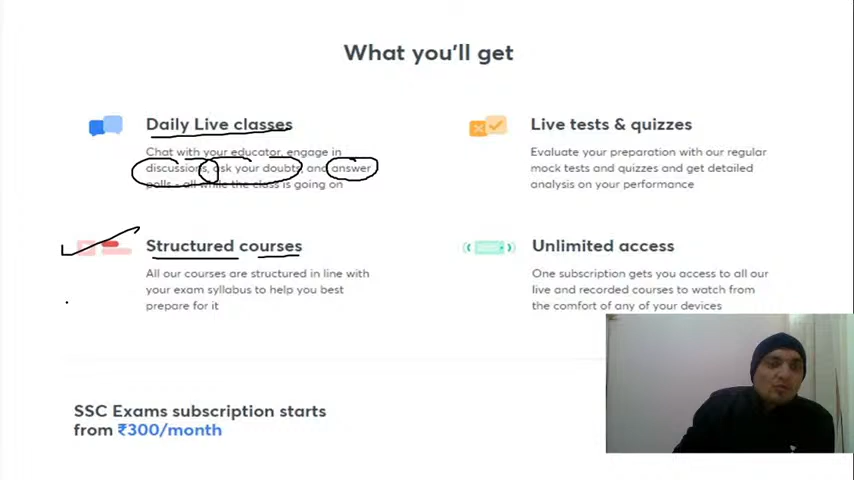 What you'll get
Daily Live classes
Chat with your educator, engage in
discussions, ask your doubts, and answer
polls - all while the class is going on
Live tests & quizzes
Evaluate your preparation with our regular
mock tests and quizzes and get detailed
analysis on your performance
Structured courses
All our courses are structured in line with
your exam syllabus to help you best
prepare for it
Unlimited access
One subscription gets you access to all our
live and recorded courses to watch from
the comfort of any of your devices
SSC Exams subscription starts
from ₹300/month